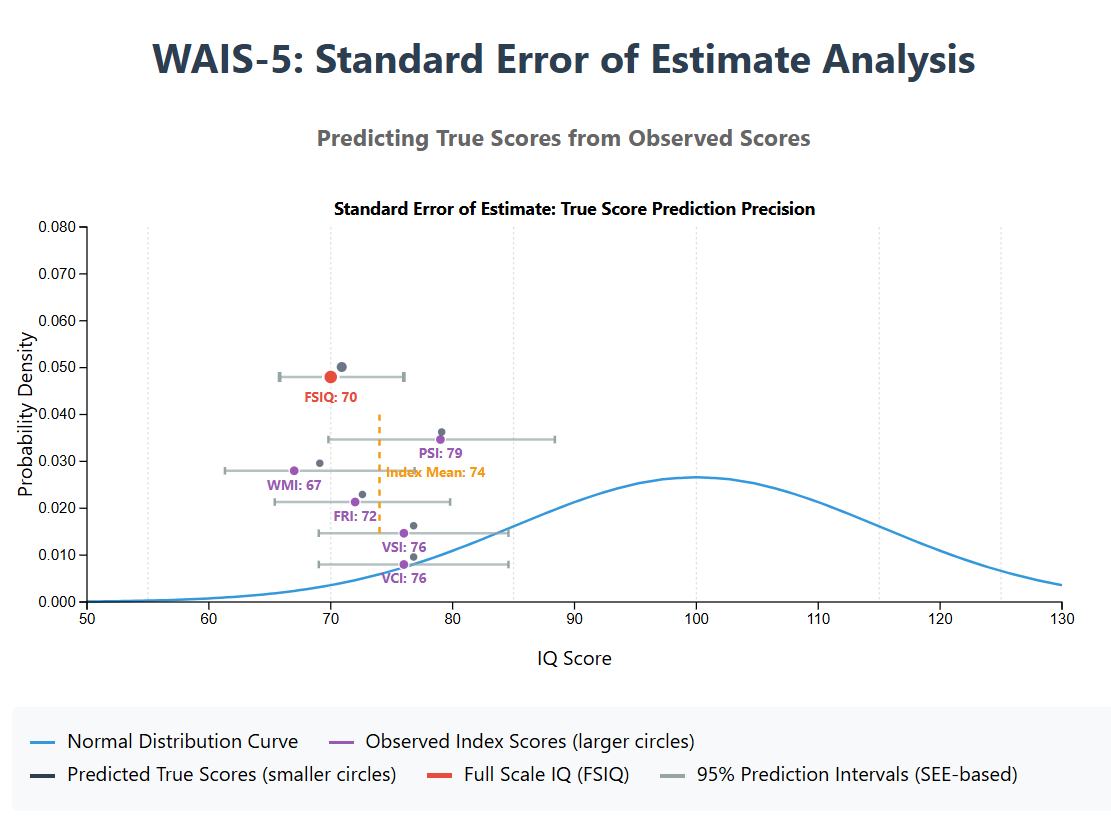 WAIS-5: Standard Error of Estimate Analysis
Predicting True Scores from Observed Scores
Standard Error of Estimate: True Score Prediction Precision
Probability Density
0.080
0.070
0.060
0.050
0.040
0.030
0.020
0.010
0.000
FSIQ: 70
PSI: 79
Index Mean: 74
WMI: 67
FRI: 72
VSI: 76
VCI: 76
50 60 70 80 90 100 110 120 130
IQ Score
Normal Distribution Curve Observed Index Scores (larger circles)
Predicted True Scores (smaller circles) Full Scale IQ (FSIQ) 95% Prediction Intervals (SEE-based)